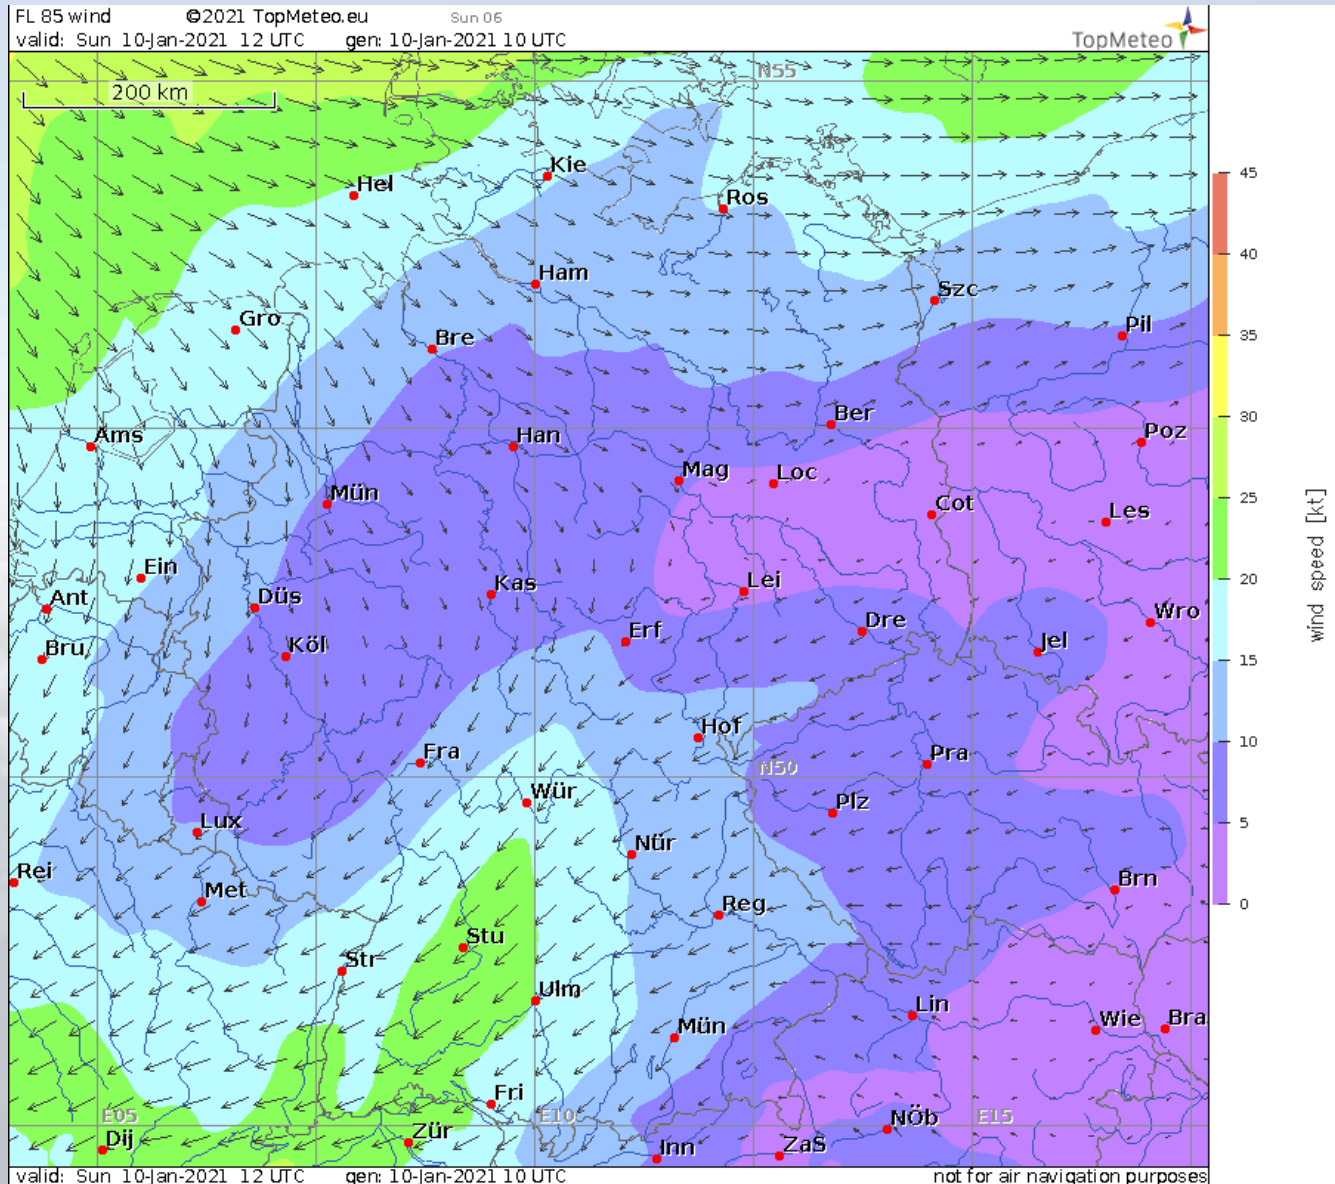 FL 85 wind ©2021 TopMeteo.eu Sun 06
valid: Sun 10-Jan-2021 12 UTC gen: 10-Jan-2021 10 UTC
TopMeteo
N55
200 km
Kie
Hel
Ros
Ham
Szc
Gro
Pil
Bre
Ber
Ams
Han
Poz
Mag
Loc
Mün
Cot
Les
Ein
Kas
Lei
Ant
Düs
Wro
Erf
Dre
Bru
Köl
Jel
Hof
Fra
Pra
N50
Wür
Plz
Lux
Nür
Rei
Met
Brn
Reg
Stu
Str
Ulm
Lin
Mün
Wie
Bra
Fri
E05
E10
E15
Zür
NÖb
Dij
Inn
ZaS
45
40
35
30
25
20
15
10
5
0
wind speed [kt]
valid: Sun 10-Jan-2021 12 UTC gen: 10-Jan-2021 10 UTC not for air navigation purposes